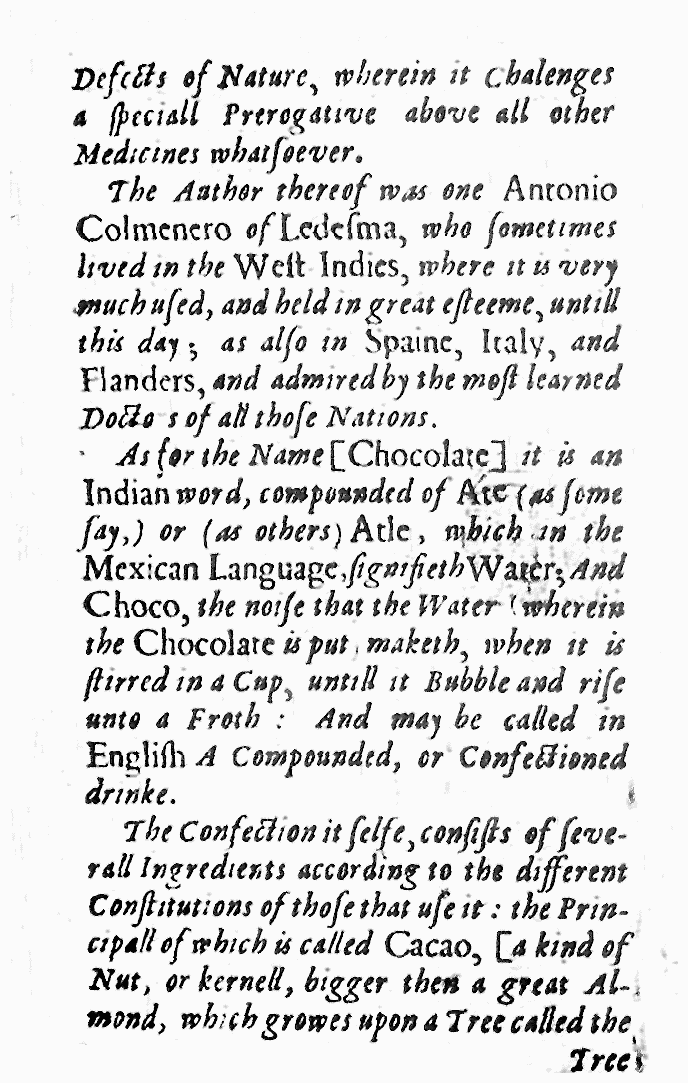 Defects of Nature, wherein it Chalenges
a ſpeciall Prerogative above all other
Medicines whatſoever.
The Author thereof was one Antonio
Colmenero of Ledeſma, who ſometimes
lived in the Weſt Indies, where it is very
much uſed, and held in great eſteeme, untill
this day; as alſo in Spaine, Italy, and
Flanders, and admired by the moſt learned
Docto s of all thoſe Nations.
As for the Name [Chocolate] it is an
Indian word, compounded of Ate (as ſome
ſay,) or (as others) Atle, which in the
Mexican Language, ſignifieth Water; And
Choco, the noiſe that the Water (wherein
the Chocolate is put, maketh, when it is
ſtirred in a Cup, untill it Bubble and riſe
unto a Froth : And may be called in
Engliſh A Compounded, or Confectioned
drinke.
The Confection it ſelfe, conſiſts of ſeve-
rall Ingredients according to the different
Conſtitutions of thoſe that uſe it : the Prin-
cipall of which is called Cacao, [a kind of
Nut, or kernell, bigger then a great Al-
mond, which growes upon a Tree called the
Tree